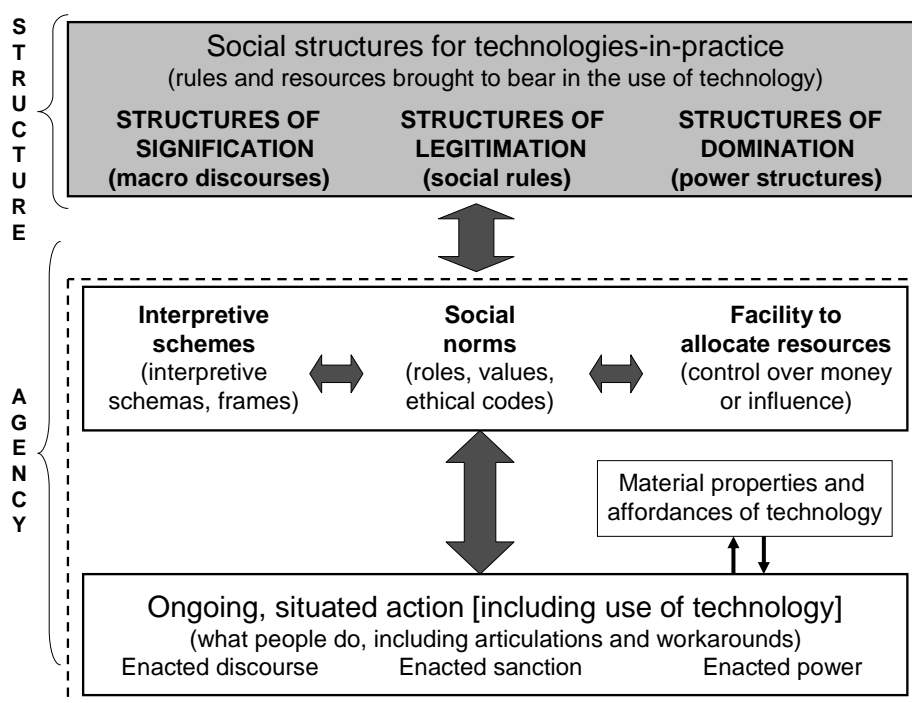 STRUCTURE
Social structures for technologies-in-practice
(rules and resources brought to bear in the use of technology)
STRUCTURES OF SIGNIFICATION (macro discourses)
STRUCTURES OF LEGITIMATION (social rules)
STRUCTURES OF DOMINATION (power structures)
AGENCY
Interpretive
schemes
(interpretive
schemas, frames)
Social
norms
(roles, values,
ethical codes)
Facility to
allocate resources
(control over money
or influence)
Material properties and
affordances of technology
Ongoing, situated action [including use of technology]
(what people do, including articulations and workarounds)
Enacted discourse
Enacted sanction
Enacted power